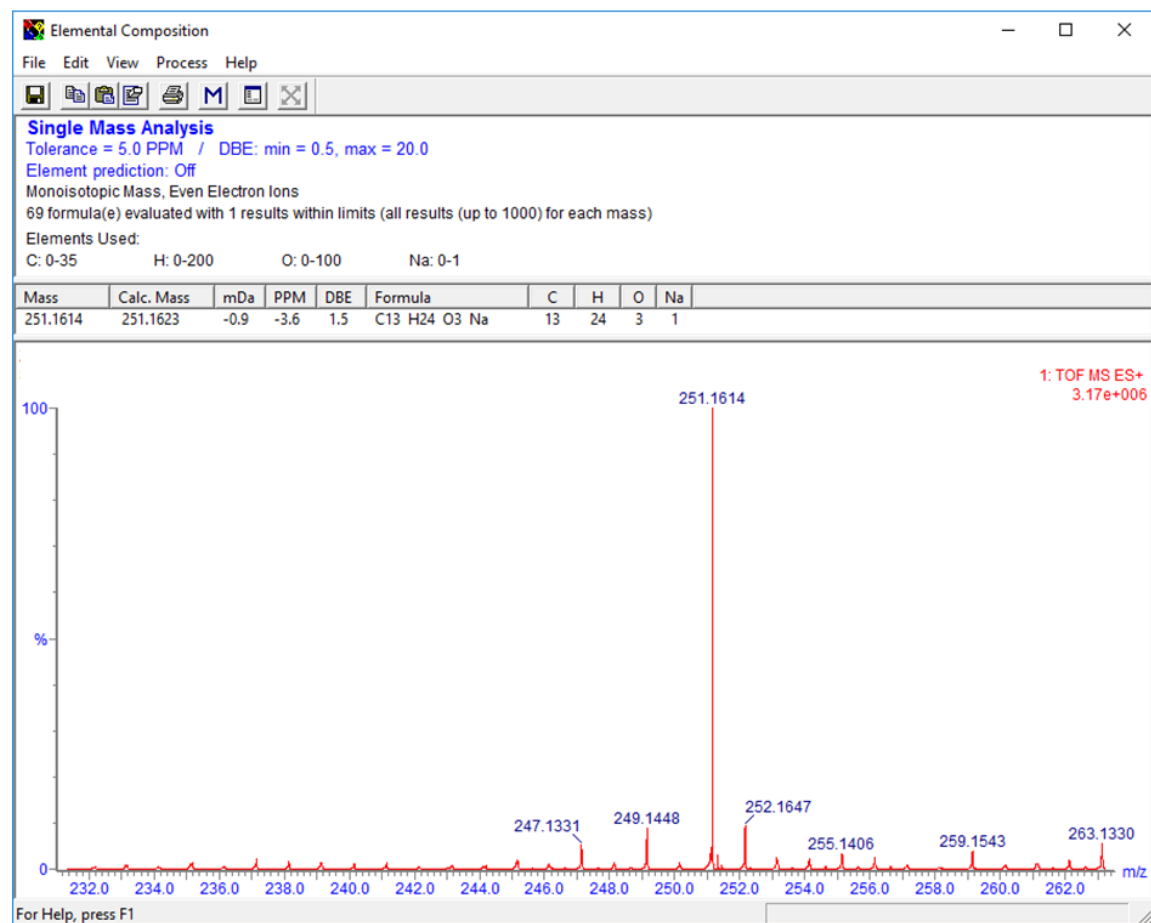 Elemental Composition
File Edit View Process Help
M
Single Mass Analysis
Tolerance = 5.0 PPM / DBE: min = 0.5, max = 20.0
Element prediction: Off
Monoisotopic Mass, Even Electron Ions
69 formula(e) evaluated with 1 results within limits (all results (up to 1000) for each mass)
Elements Used:
C: 0-35 H: 0-200 O: 0-100 Na: 0-1
Mass Calc. Mass mDa PPM DBE Formula C H O Na
251.1614 251.1623 -0.9 -3.6 1.5 C13 H24 O3 Na 13 24 3 1
1: TOF MS ES+
3.17e+006
251.1614
100
%
247.1331 249.1448 252.1647 255.1406 259.1543 263.1330
0
232.0 234.0 236.0 238.0 240.0 242.0 244.0 246.0 248.0 250.0 252.0 254.0 256.0 258.0 260.0 262.0 m/z
For Help, press F1